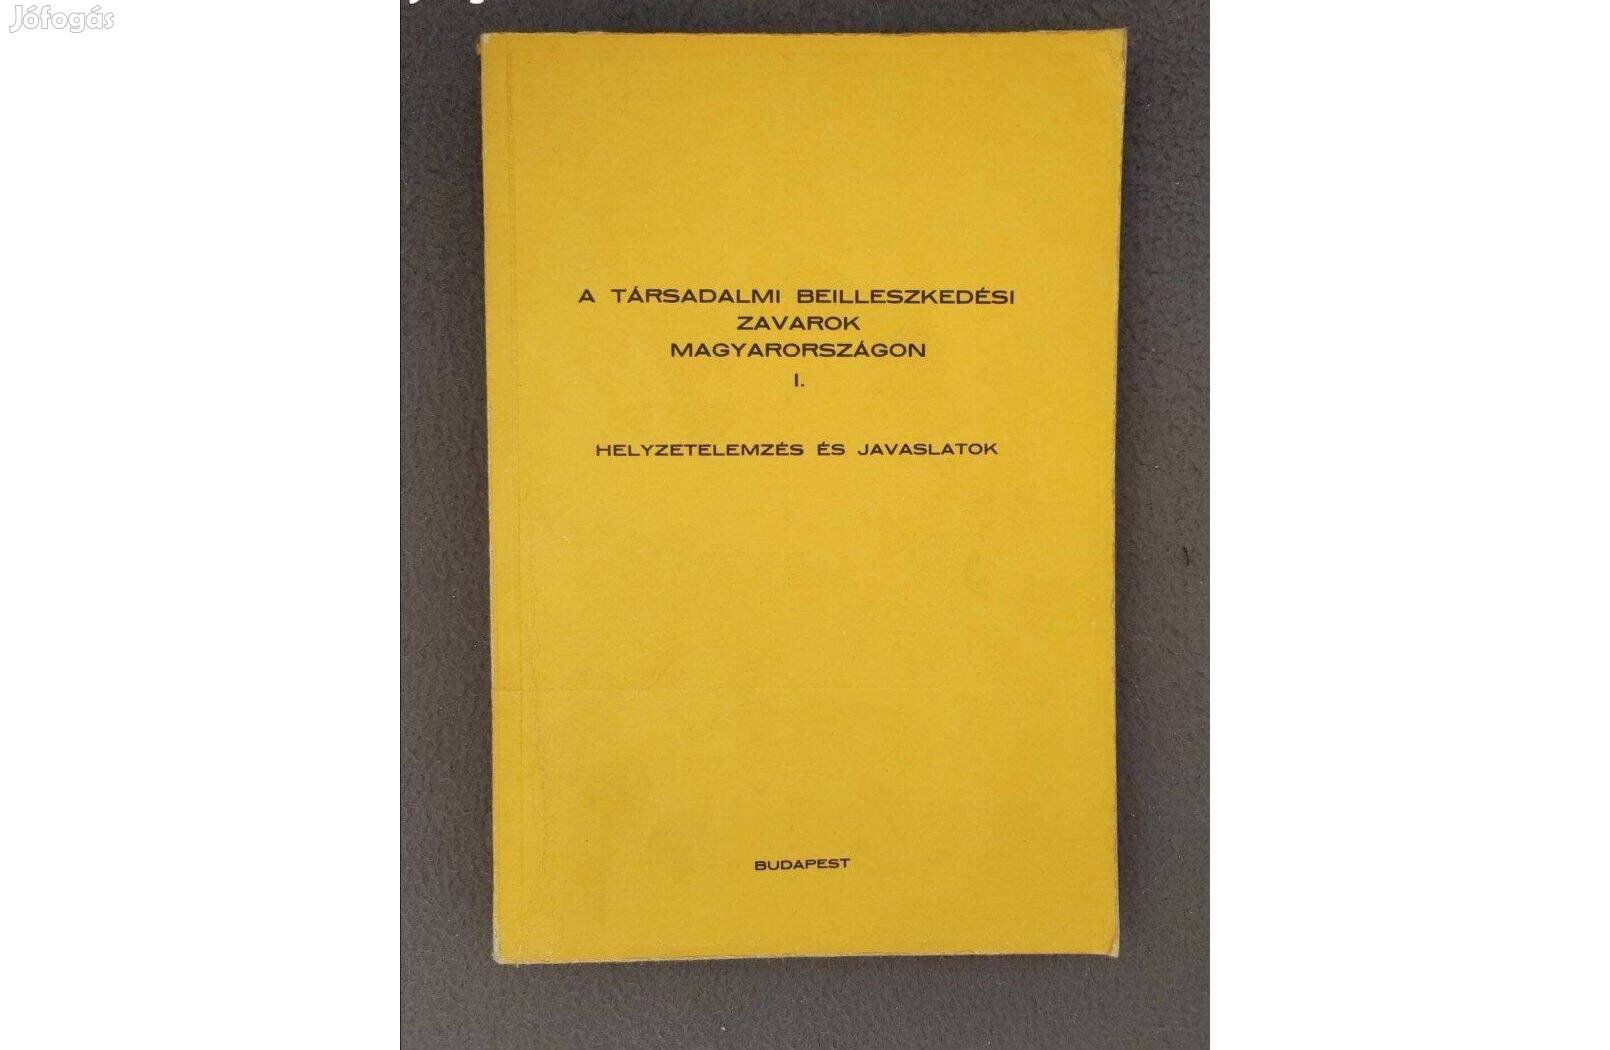 Jófogás
A TÁRSADALMI BEILLESZKEDÉSI
ZAVAROK
MAGYARORSZÁGON
I.
HELYZETELEMZÉS ÉS JAVASLATOK
BUDAPEST